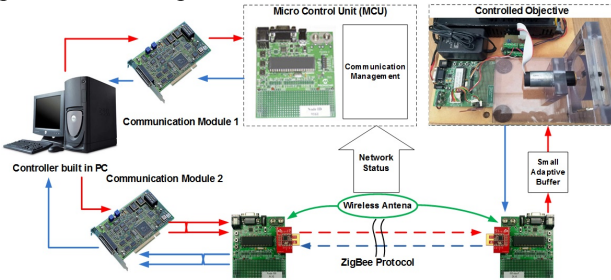 Micro Control Unit (MCU)
Controlled Objective
Communication
Management
Communication Module 1
Network
Status
Small
Adaptive
Buffer
Controller built in PC
Communication Module 2
Wireless Antena
ZigBee Protocol